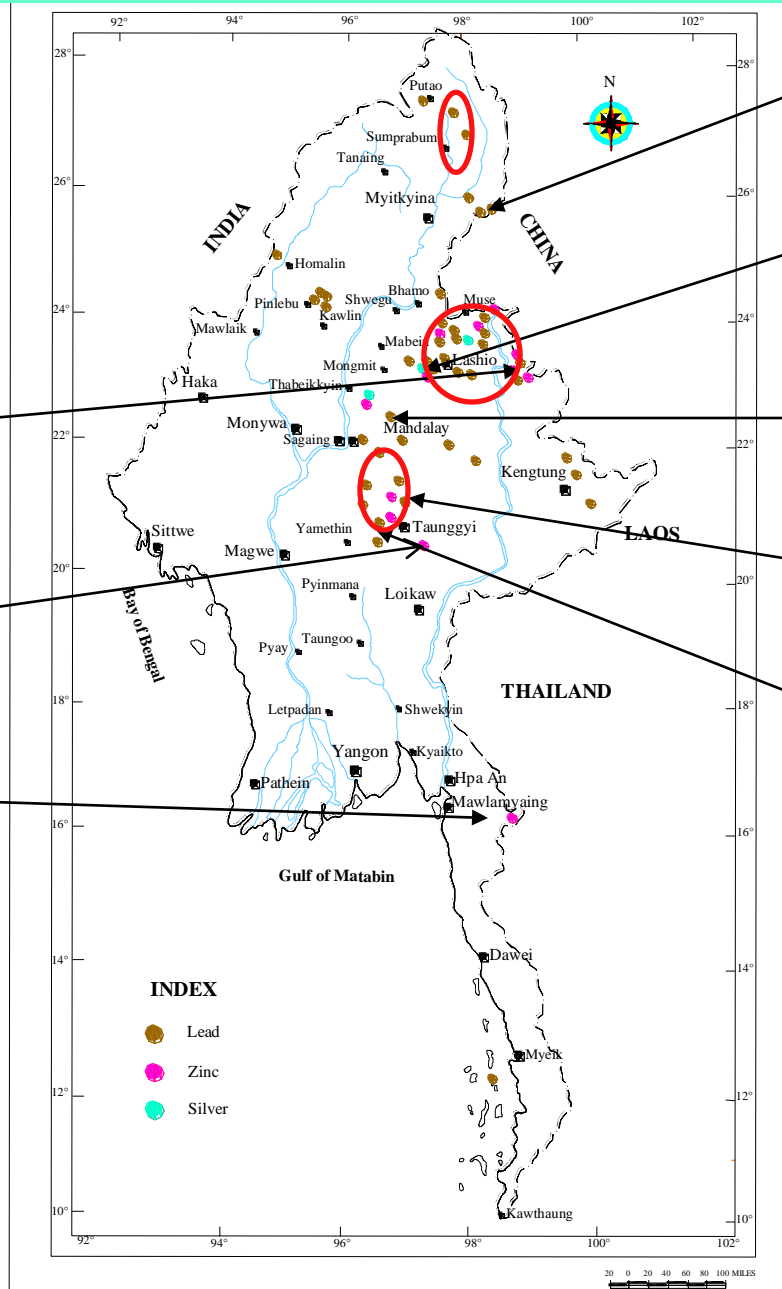 92° 94° 96° 98° 100° 102°
28° 28°
N
Putao
Sumprabum
Tanaing
26° 26°
Myitkyina
INDIA
CHINA
Homalin
Bhamo
Muse
Pinlebu
Shwegu
24° 24°
Kawlin
Mawlaik
Mabein
Lashio
Mongmit
Haka
Thabeikkyin
Monywa
Mandalay
22° 22°
Sagaing
Kengtung
Sittwe
Yamethin
Taunggyi
LAOS
Magwe
20° 20°
Pyinmana
Loikaw
Bay of Bengal
Taungoo
Pyay
THAILAND
18° 18°
Letpadan
Shwekyin
Yangon
Kyaikto
Pathein
Hpa An
Mawlamyaing
16° 16°
Gulf of Matabin
Dawei
14° 14°
INDEX
Lead
Myeik
Zinc
12° 12°
Silver
10° 10°
Kawthaung
92° 94° 96° 98° 100°
20 0 20 40 60 80 100 MILES